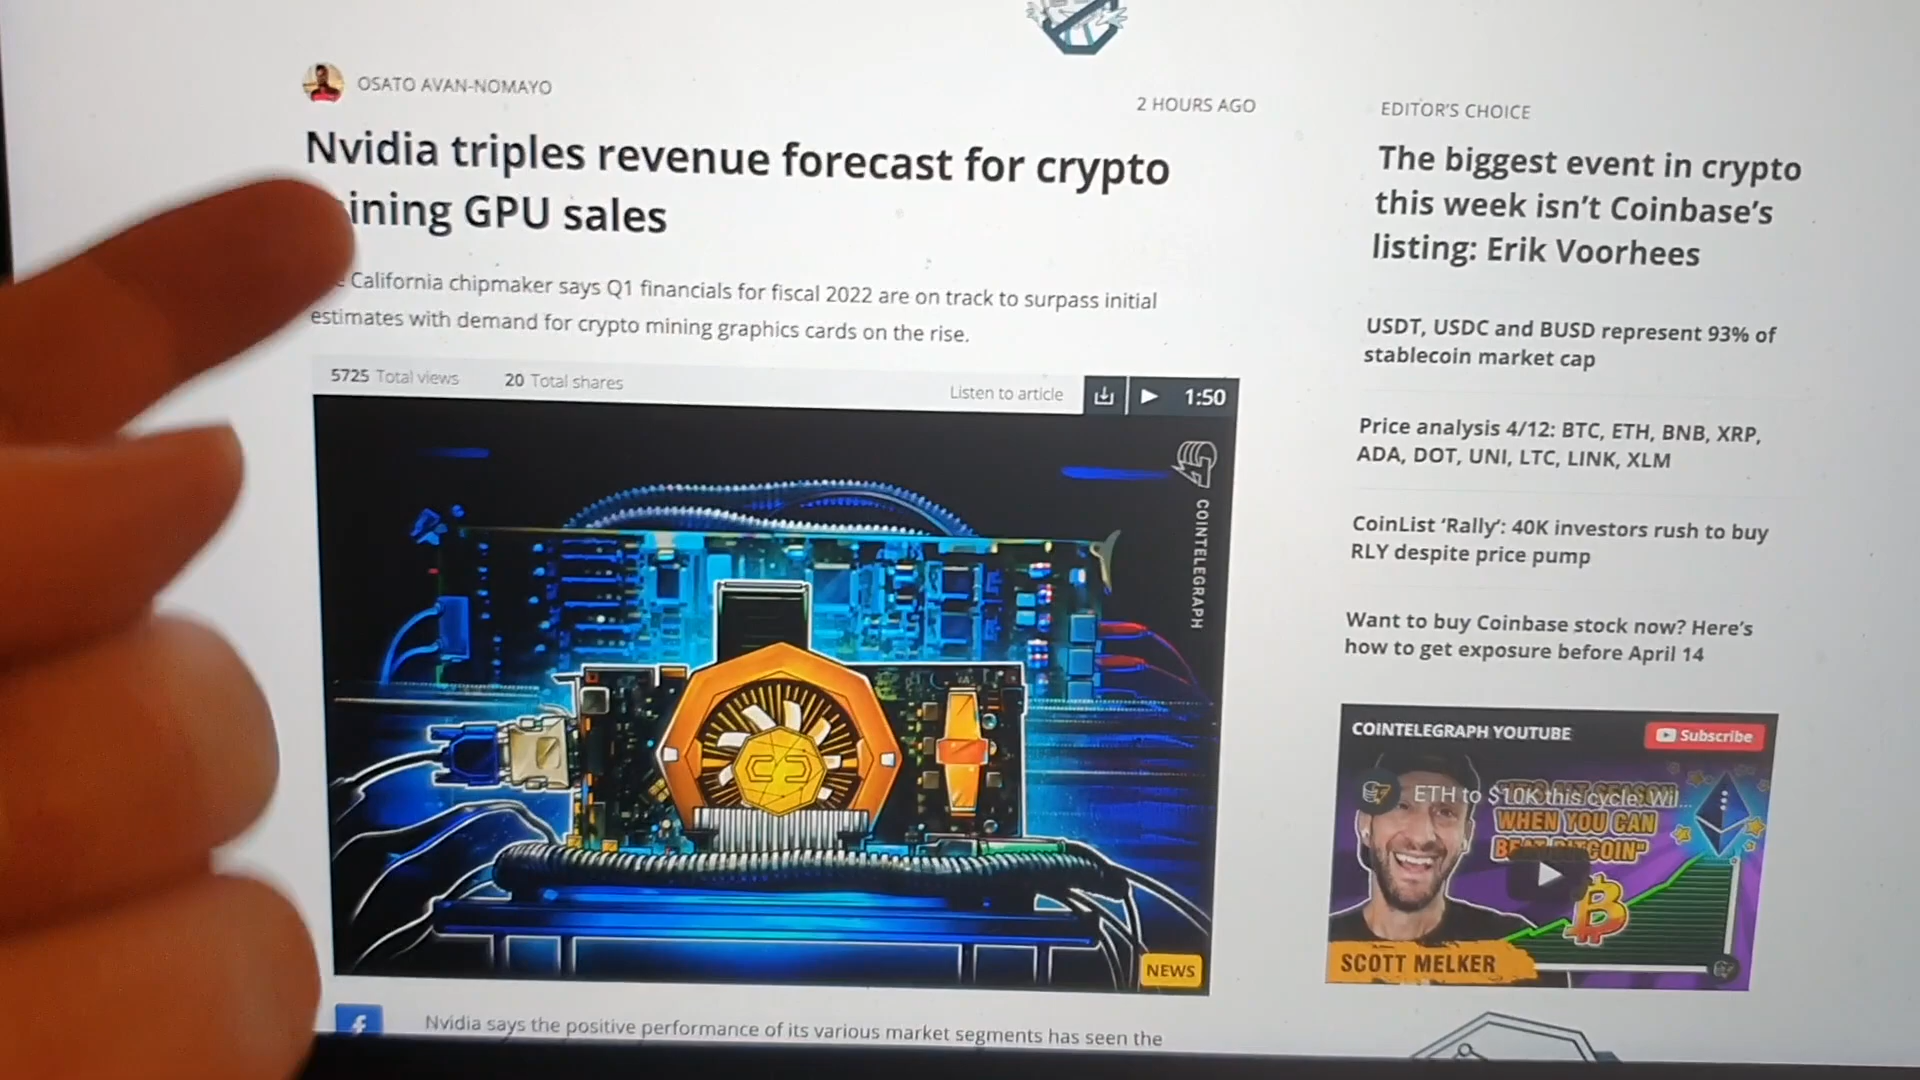 OSATO AVAN-NOMAYO
2 HOURS AGO
Nvidia triples revenue forecast for crypto
ining GPU sales
California chipmaker says Q1 financials for fiscal 2022 are on track to surpass initial
estimates with demand for crypto mining graphics cards on the rise.
5725 Total views 20 Total shares
Listen to article 1:50
COINTELEGRAPH
NEWS
Nvidia says the positive performance of its various market segments has seen the
EDITOR'S CHOICE
The biggest event in crypto
this week isn't Coinbase's
listing: Erik Voorhees
USDT, USDC and BUSD represent 93% of
stablecoin market cap
Price analysis 4/12: BTC, ETH, BNB, XRP,
ADA, DOT, UNI, LTC, LINK, XLM
CoinList 'Rally': 40K investors rush to buy
RLY despite price pump
Want to buy Coinbase stock now? Here's
how to get exposure before April 14
COINTELEGRAPH YOUTUBE
Subscribe
ETH to $10K this cycle, Wil...
WHEN YOU CAN
SCOTT MELKER